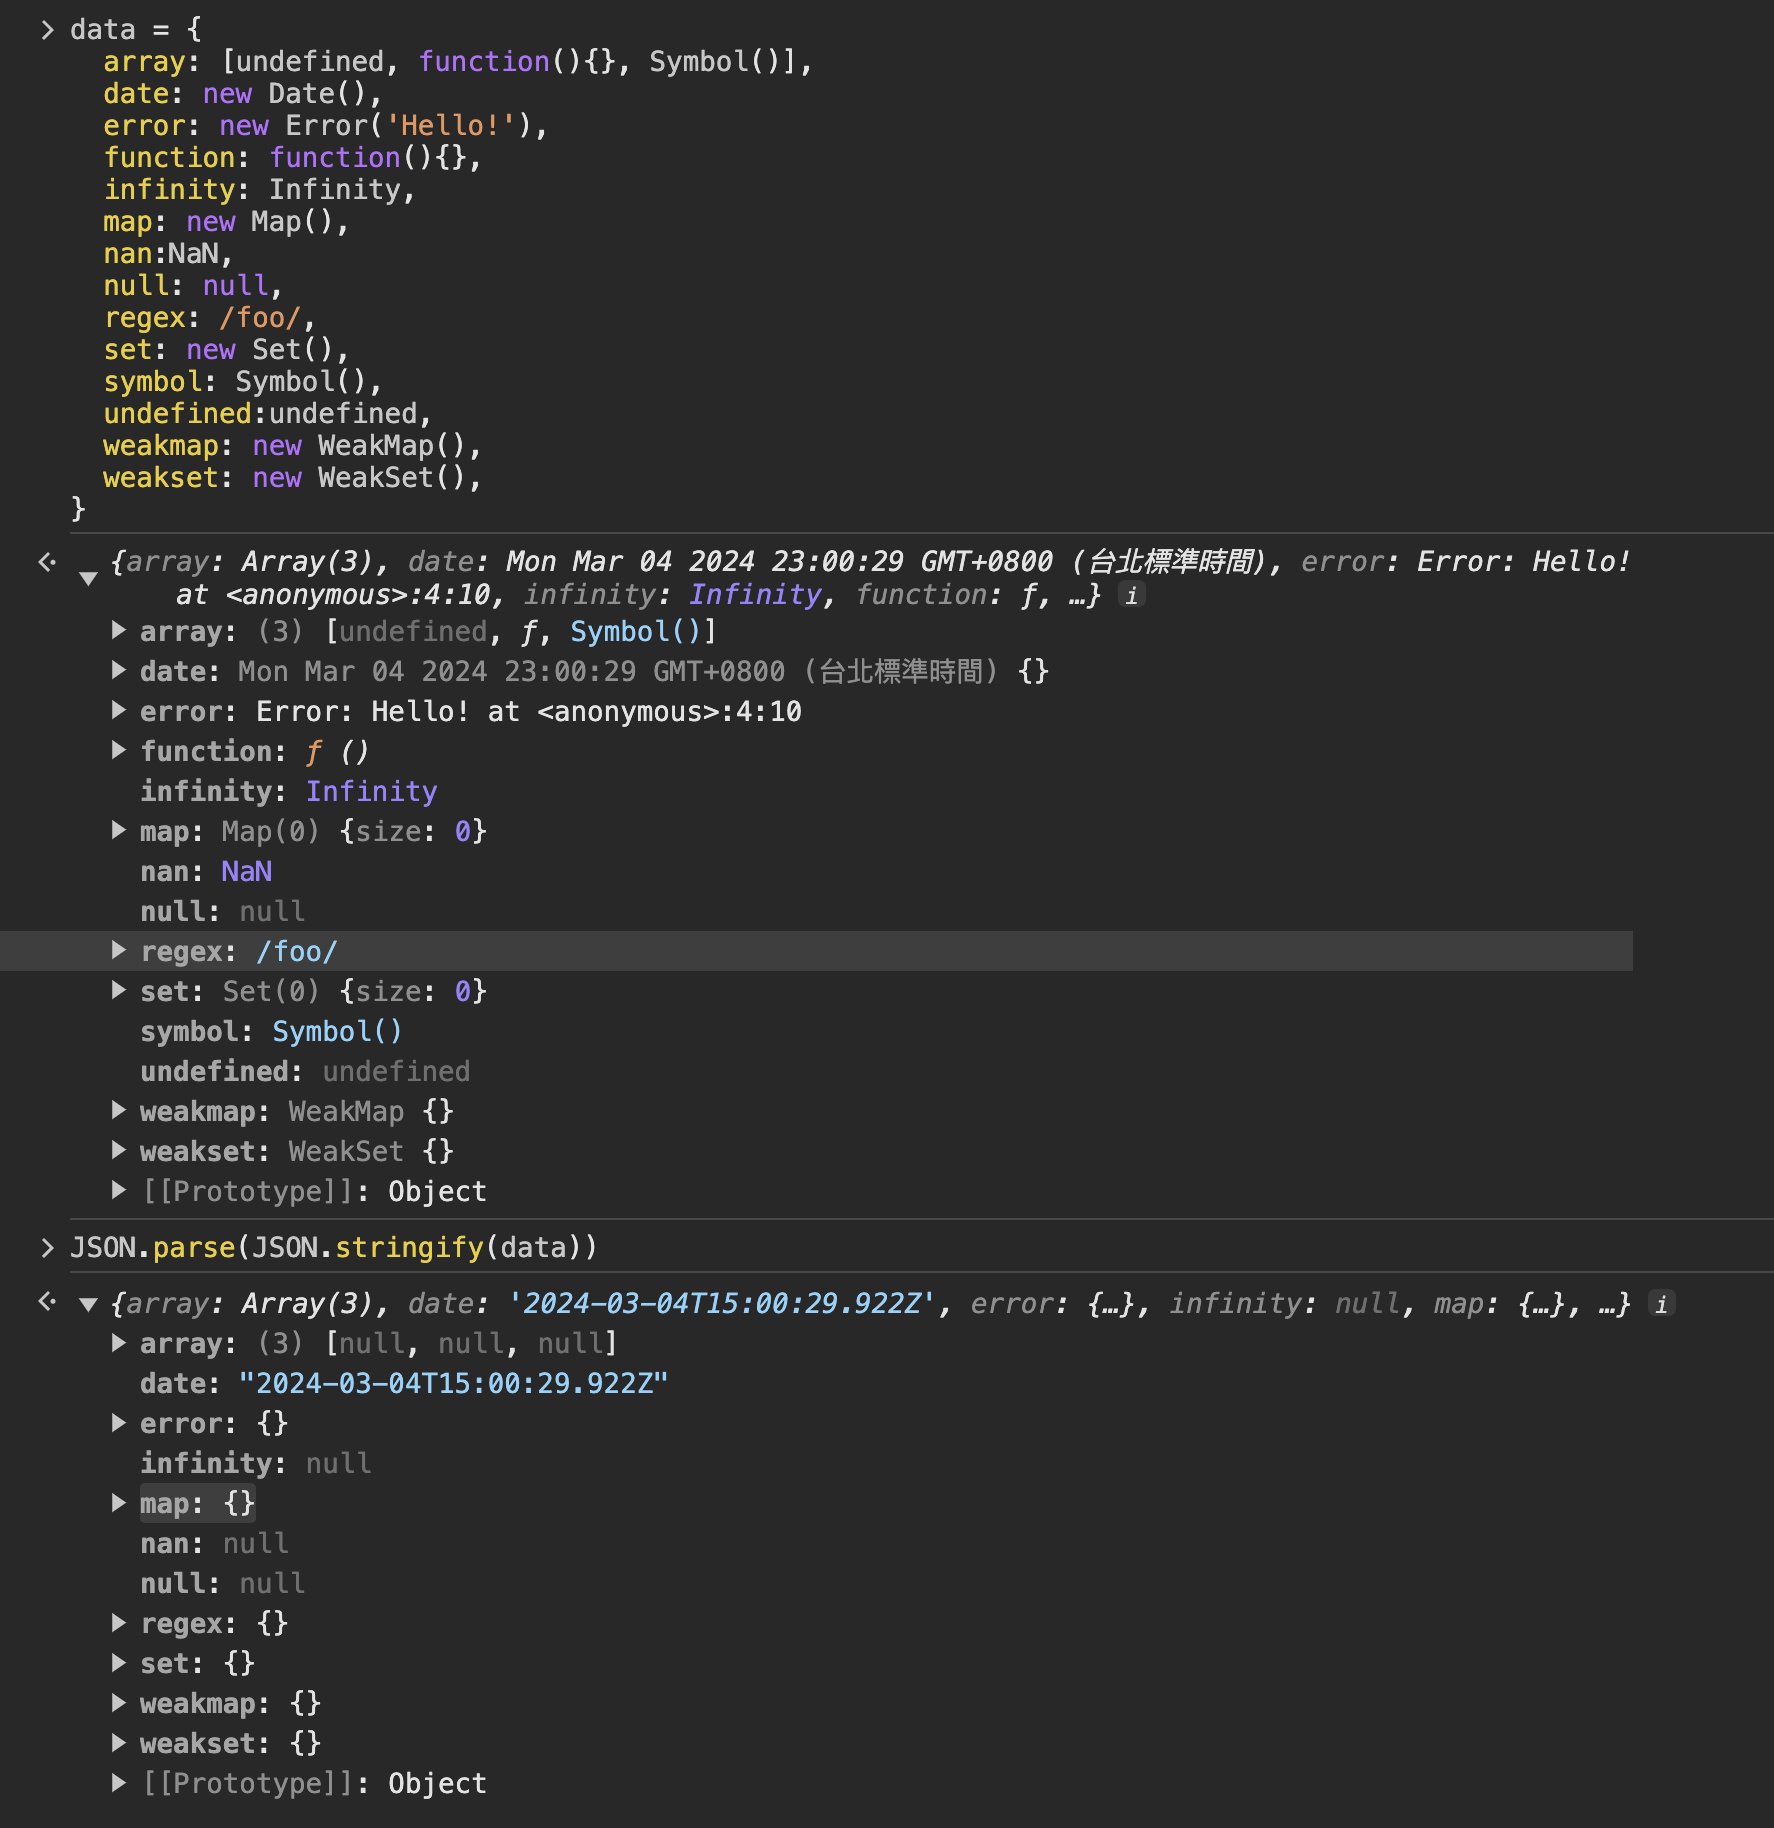 > data = {
array: [undefined, function(){}, Symbol()],
date: new Date(),
error: new Error('Hello!'),
function: function(){},
infinity: Infinity,
map: new Map(),
nan:NaN,
null: null,
regex: /foo/,
set: new Set(),
symbol: Symbol(),
undefined:undefined,
weakmap: new WeakMap(),
weakset: new WeakSet(),
}
{array: Array(3), date: Mon Mar 04 2024 23:00:29 GMT+0800 (台北標準時間), error: Error: Hello!
at <anonymous>:4:10, infinity: Infinity, function: ƒ, …} i
array: (3) [undefined, ƒ, Symbol()]
date: Mon Mar 04 2024 23:00:29 GMT+0800 (台北標準時間) {}
error: Error: Hello! at <anonymous>:4:10
function: ƒ ()
infinity: Infinity
map: Map(0) {size: 0}
nan: NaN
null: null
regex: /foo/
set: Set(0) {size: 0}
symbol: Symbol()
undefined: undefined
weakmap: WeakMap {}
weakset: WeakSet {}
[[Prototype]]: Object
> JSON.parse(JSON.stringify(data))
{array: Array(3), date: '2024-03-04T15:00:29.922Z', error: {…}, infinity: null, map: {…}, …} i
array: (3) [null, null, null]
date: "2024-03-04T15:00:29.922Z"
error: {}
infinity: null
map: {}
nan: null
null: null
regex: {}
set: {}
weakmap: {}
weakset: {}
[[Prototype]]: Object